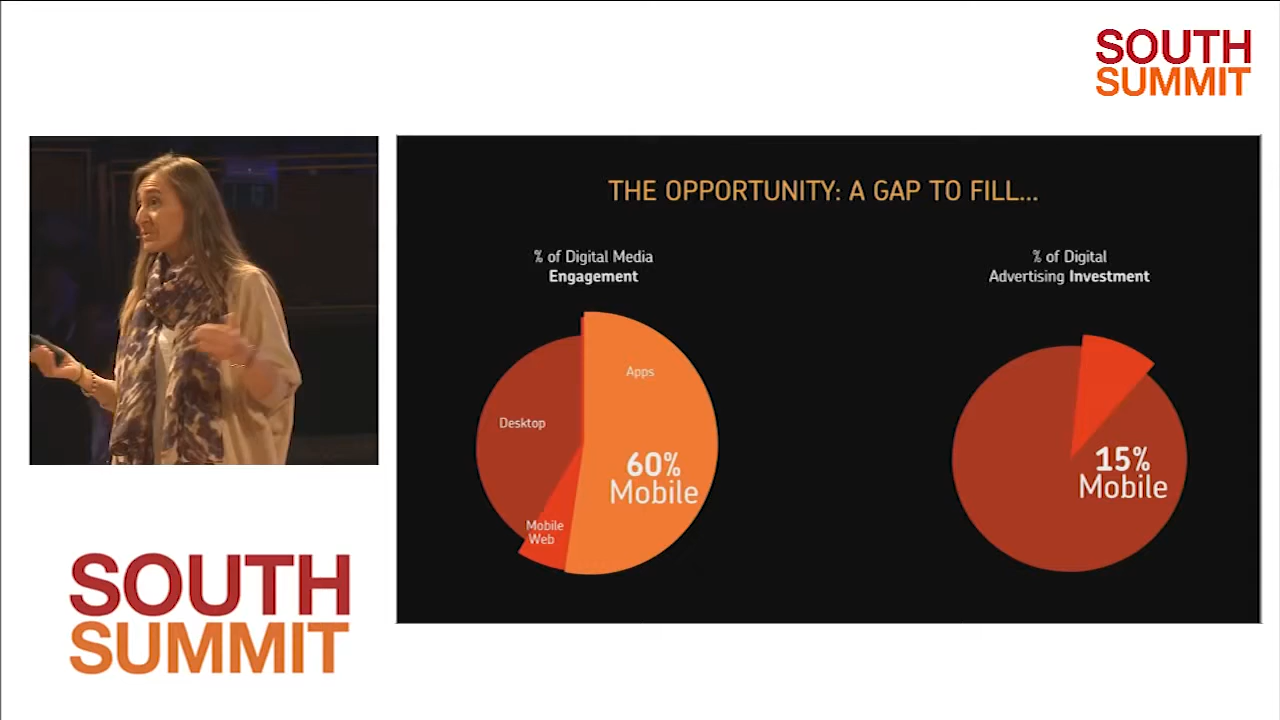 SOUTH
SUMMIT
THE OPPORTUNITY: A GAP TO FILL...
% of Digital Media
Engagement
Apps
Desktop
60%
Mobile
Mobile
Web
% of Digital
Advertising Investment
15%
Mobile
SOUTH
SUMMIT